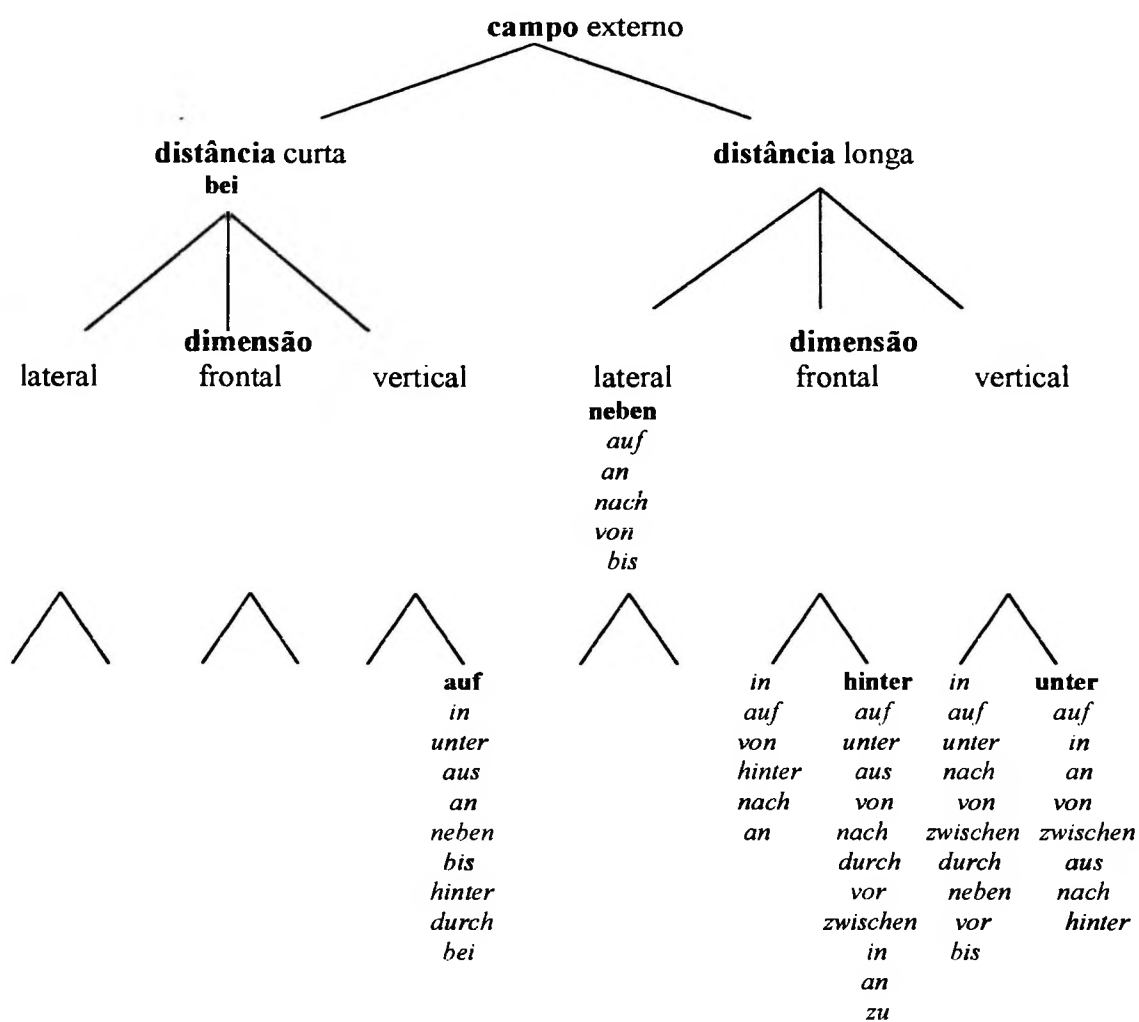 campo externo
distância curta distância longa
bei
dimensão dimensão
lateral frontal vertical lateral frontal vertical
neben
auf
an
nach
von
bis
auf in hinter in unter
in auf auf auf auf
unter von unter unter in
aus hinter aus nach an
an nach von von von
neben an nach zwischen zwischen
bis durch durch aus
hinter vor neben nach
durch zwischen vor hinter
bei in bis
an
zu